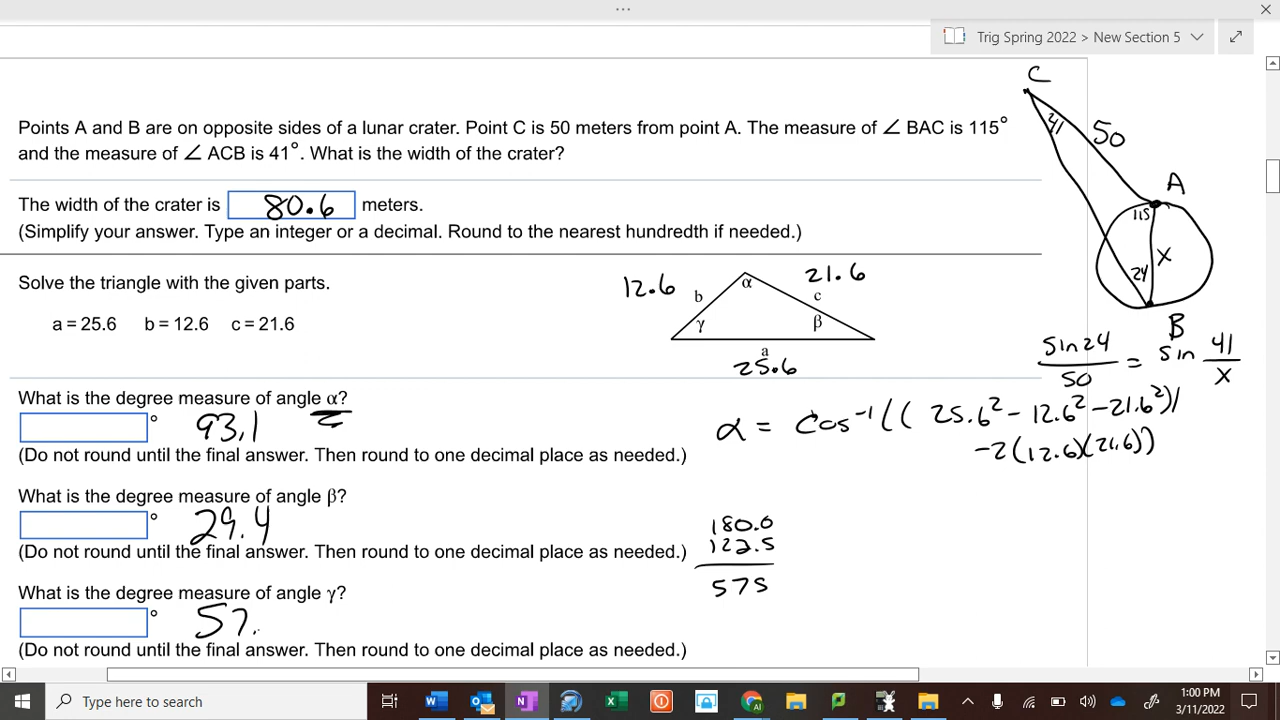 Trig Spring 2022 > New Section 5
C
41
50
A
115
x
24
B
Points A and B are on opposite sides of a lunar crater. Point C is 50 meters from point A. The measure of ∠ BAC is 115°
and the measure of ∠ ACB is 41°. What is the width of the crater?
The width of the crater is 80.6 meters.
(Simplify your answer. Type an integer or a decimal. Round to the nearest hundredth if needed.)
Solve the triangle with the given parts.
a = 25.6 b = 12.6 c = 21.6
12.6 b α c 21.6
γ β
a
25.6
sin 24 / 50 = sin 41 / x
What is the degree measure of angle α?
° 93.1
(Do not round until the final answer. Then round to one decimal place as needed.)
α = cos⁻¹(( 25.6² - 12.6² - 21.6²)/
-2(12.6)(21.6))
What is the degree measure of angle β?
° 29.4
(Do not round until the final answer. Then round to one decimal place as needed.)
180.0
122.5
575
What is the degree measure of angle γ?
° 57.
(Do not round until the final answer. Then round to one decimal place as needed.)
Type here to search
1:00 PM
3/11/2022